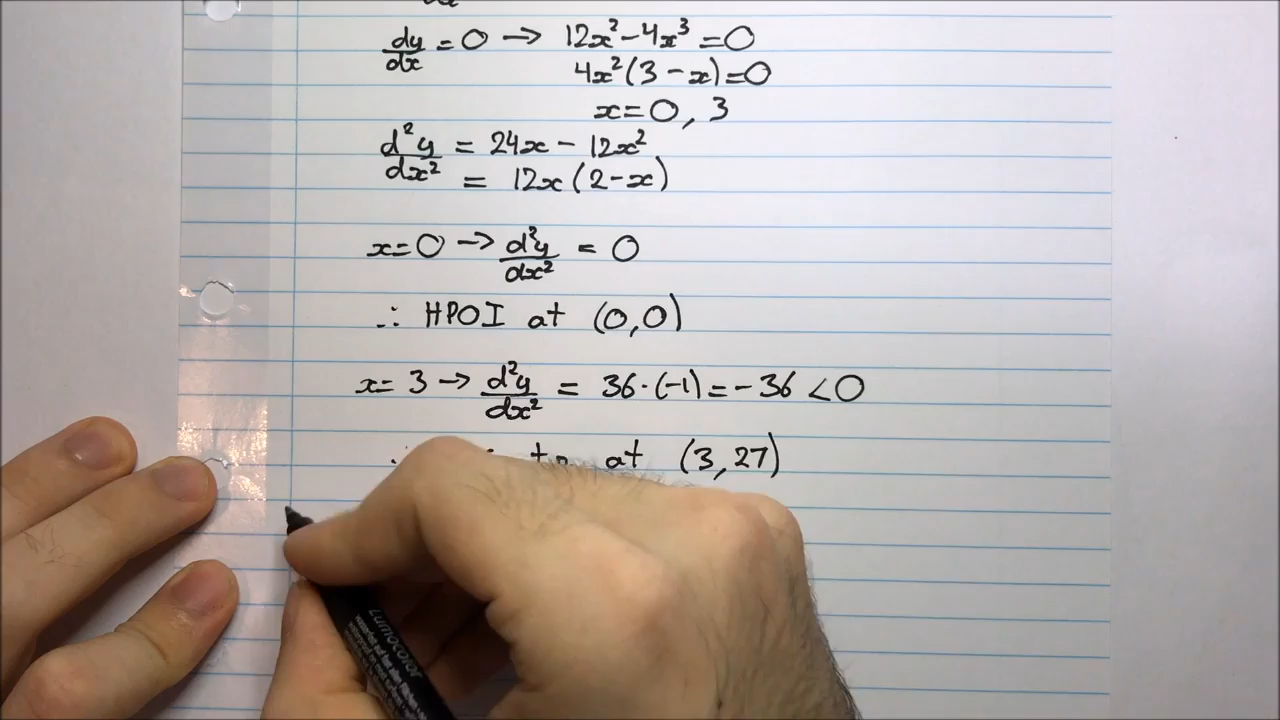 dy/dx = 0 → 12x² - 4x³ = 0
4x²(3 - x) = 0
x = 0, 3
d²y/dx² = 24x - 12x²
= 12x(2 - x)
x = 0 → d²y/dx² = 0
∴ HPOI at (0,0)
x = 3 → d²y/dx² = 36·(-1) = -36 < 0
at (3,27)
Lumocolor